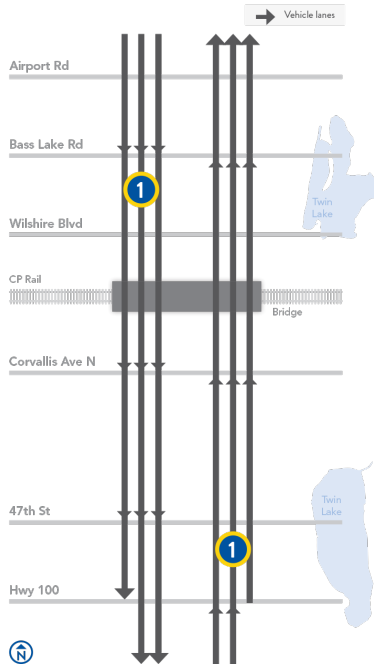 Vehicle lanes
Airport Rd
Bass Lake Rd
1
Twin
Lake
Wilshire Blvd
CP Rail
Bridge
Corvallis Ave N
Twin
Lake
47th St
1
Hwy 100
N